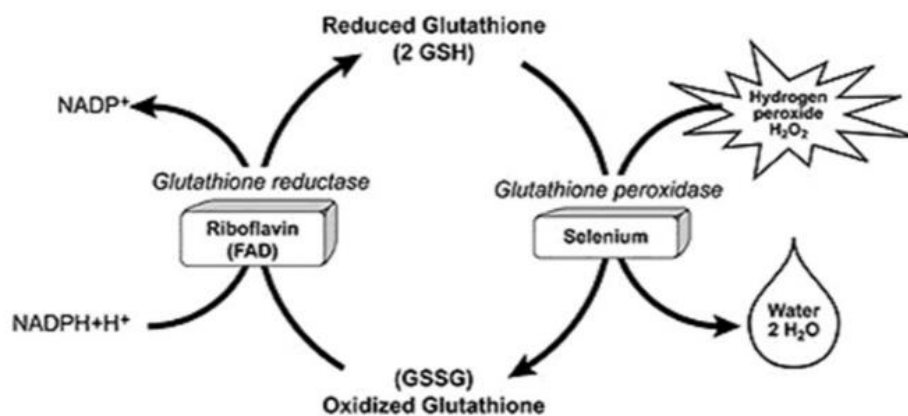 Reduced Glutathione
(2 GSH)
NADP⁺
Hydrogen
peroxide
H₂O₂
Glutathione reductase
Glutathione peroxidase
Riboflavin
(FAD)
Selenium
NADPH+H⁺
Water
2 H₂O
(GSSG)
Oxidized Glutathione